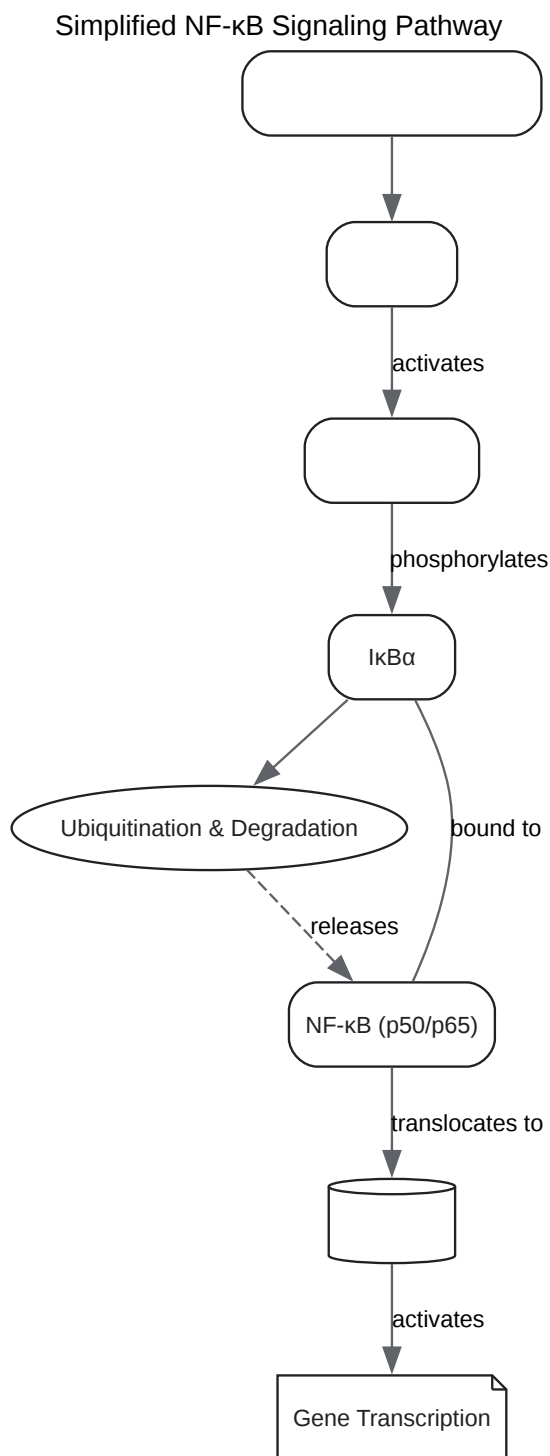 Simplified NF-κB Signaling Pathway
activates
phosphorylates
IκBα
Ubiquitination & Degradation
bound to
releases
NF-κB (p50/p65)
translocates to
activates
Gene Transcription